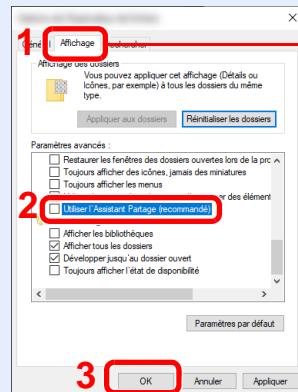 1
Affichage
Affichage des dossiers
Vous pouvez appliquer cet affichage (Détails ou
Icônes, par exemple) à tous les dossiers du même
type.
Appliquer aux dossiers
Réinitialiser les dossiers
Paramètres avancés :
Restaurer les fenêtres des dossiers ouvertes lors de la
Toujours afficher des icônes, jamais des miniatures
Toujours afficher les menus
2
Utiliser l'Assistant Partage (recommandé)
Afficher les bibliothèques
Afficher tous les dossiers
Développer jusqu'au dossier ouvert
Toujours afficher l'état de disponibilité
Paramètres par défaut
3
OK
Annuler
Appliquer